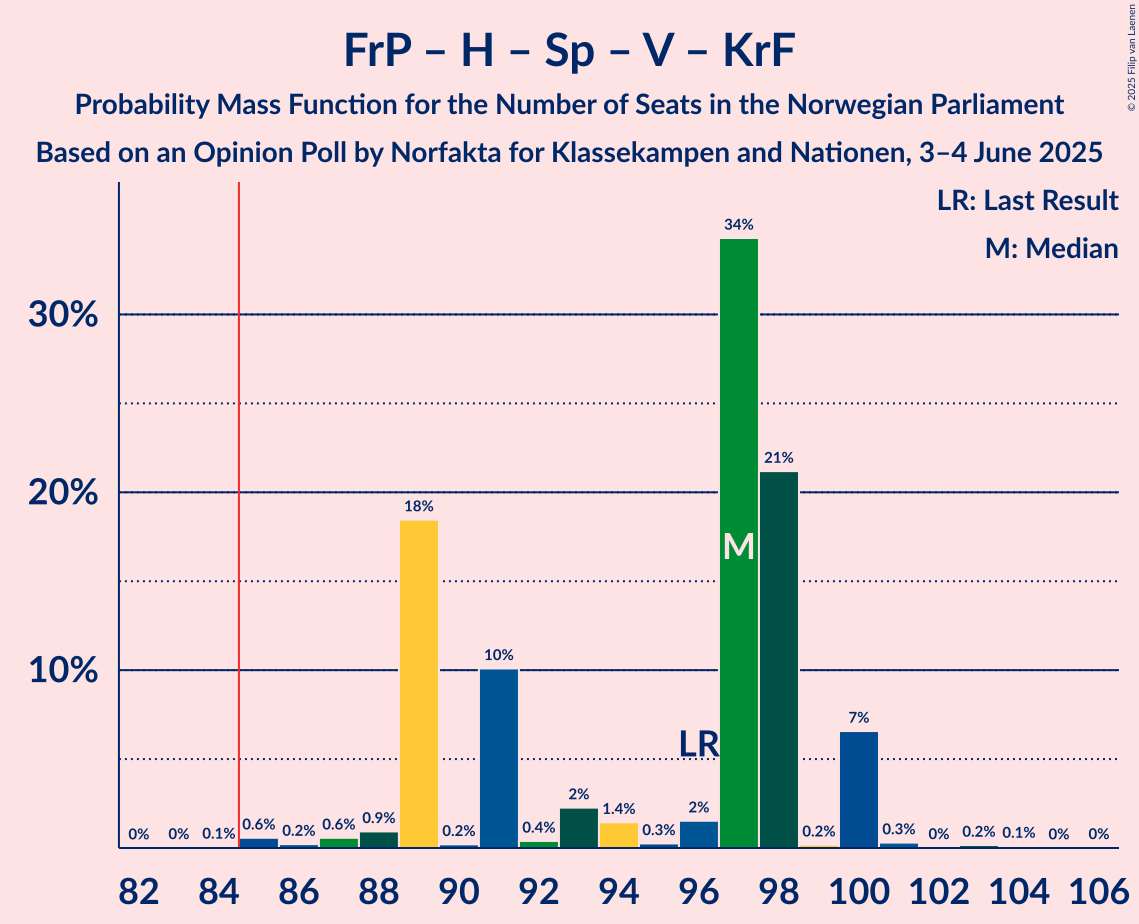 FrP – H – Sp – V – KrF
Probability Mass Function for the Number of Seats in the Norwegian Parliament
Based on an Opinion Poll by Norfakta for Klassekampen and Nationen, 3–4 June 2025
© 2025 Filip van Laenen
LR: Last Result
M: Median
34%
30%
21%
20%
18%
M
10%
10%
7%
LR
2%
1.4%
2%
0% 0% 0.1% 0.6% 0.2% 0.6% 0.9% 0.2% 0.4% 0.3% 0.2% 0.3% 0% 0.2% 0.1% 0% 0%
82 84 86 88 90 92 94 96 98 100 102 104 106